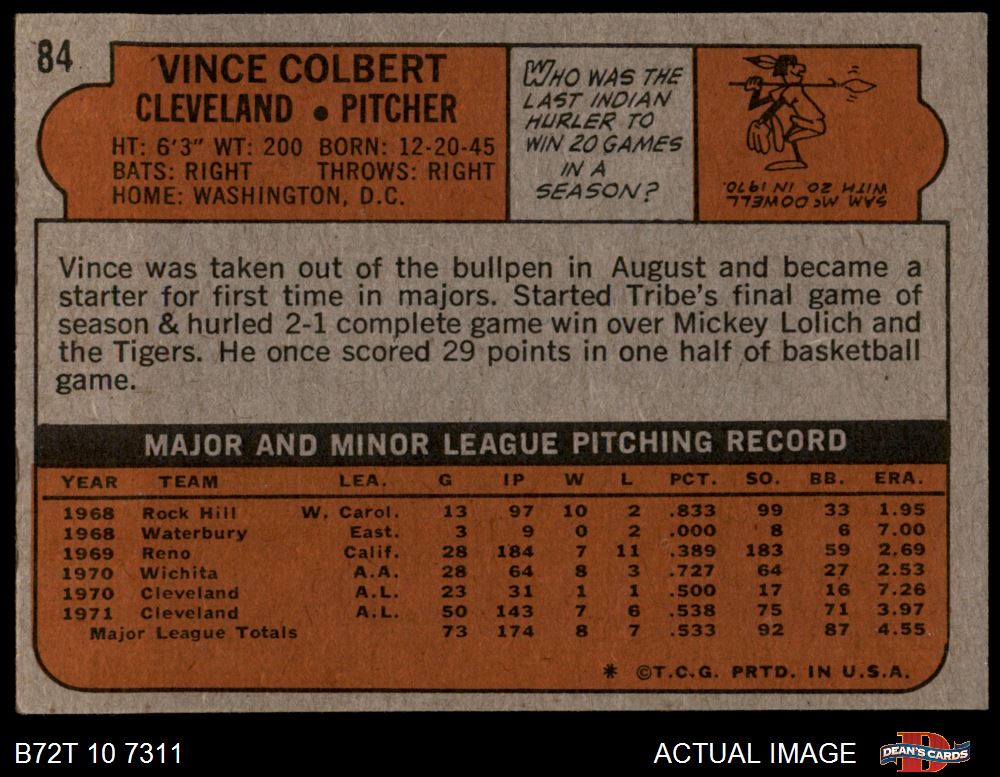 84
VINCE COLBERT
CLEVELAND • PITCHER
HT: 6'3" WT: 200 BORN: 12-20-45
BATS: RIGHT THROWS: RIGHT
HOME: WASHINGTON, D.C.
WHO WAS THE
LAST INDIAN
HURLER TO
WIN 20 GAMES
IN A
SEASON?
SAM McDOWELL WAS
WITH 20 IN 1970.
Vince was taken out of the bullpen in August and became a
starter for first time in majors. Started Tribe's final game of
season & hurled 2-1 complete game win over Mickey Lolich and
the Tigers. He once scored 29 points in one half of basketball
game.
MAJOR AND MINOR LEAGUE PITCHING RECORD
YEAR TEAM LEA. G IP W L PCT. SO. BB. ERA.
1968 Rock Hill W. Carol. 13 97 10 2 .833 99 33 1.95
1968 Waterbury East. 3 9 0 2 .000 8 6 7.00
1969 Reno Calif. 28 184 7 11 .389 183 59 2.69
1970 Wichita A.A. 28 64 8 3 .727 64 27 2.53
1970 Cleveland A.L. 23 31 1 1 .500 17 16 7.26
1971 Cleveland A.L. 50 143 7 6 .538 75 71 3.97
Major League Totals 73 174 8 7 .533 92 87 4.55
* ©T.C.G. PRTD. IN U.S.A.
B72T 10 7311
ACTUAL IMAGE
D
DEAN'S CARDS